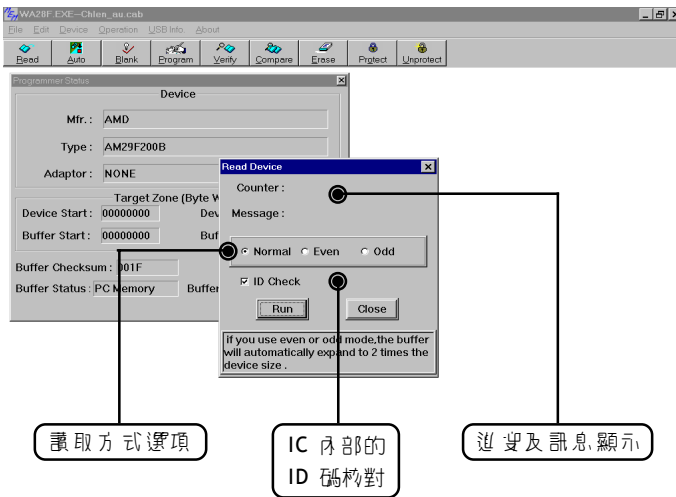 WA28F.EXE-Chlen_au.cab
File Edit Device Operation USB Info. About
Read Auto Blank Program Verify Compare Erase Protect Unprotect
Programmer Status
Device
Mfr. : AMD
Type : AM29F200B
Adaptor : NONE
Target Zone (Byte W
Device Start : 00000000 Dev
Buffer Start : 00000000 Buf
Buffer Checksum : 001F
Buffer Status : PC Memory Buffer
Read Device
Counter :
Message :
Normal Even Odd
ID Check
Run Close
if you use even or odd mode,the buffer
will automatically expand to 2 times the
device size .
讀取方式選項
IC 內部的
ID 碼核對
進度及訊息顯示